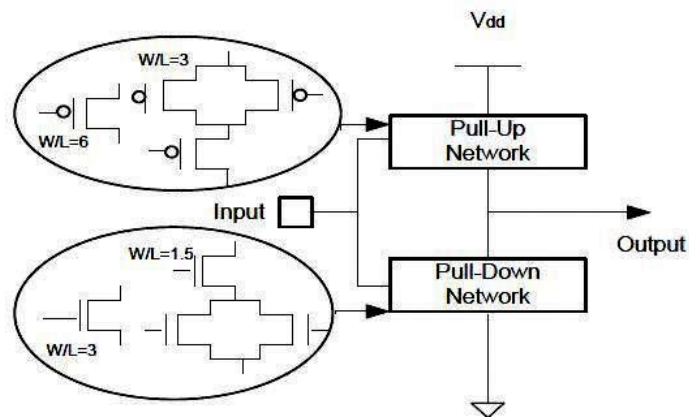 Vdd
W/L=3
W/L=6
Pull-Up
Network
Input
Output
W/L=1.5
W/L=3
Pull-Down
Network